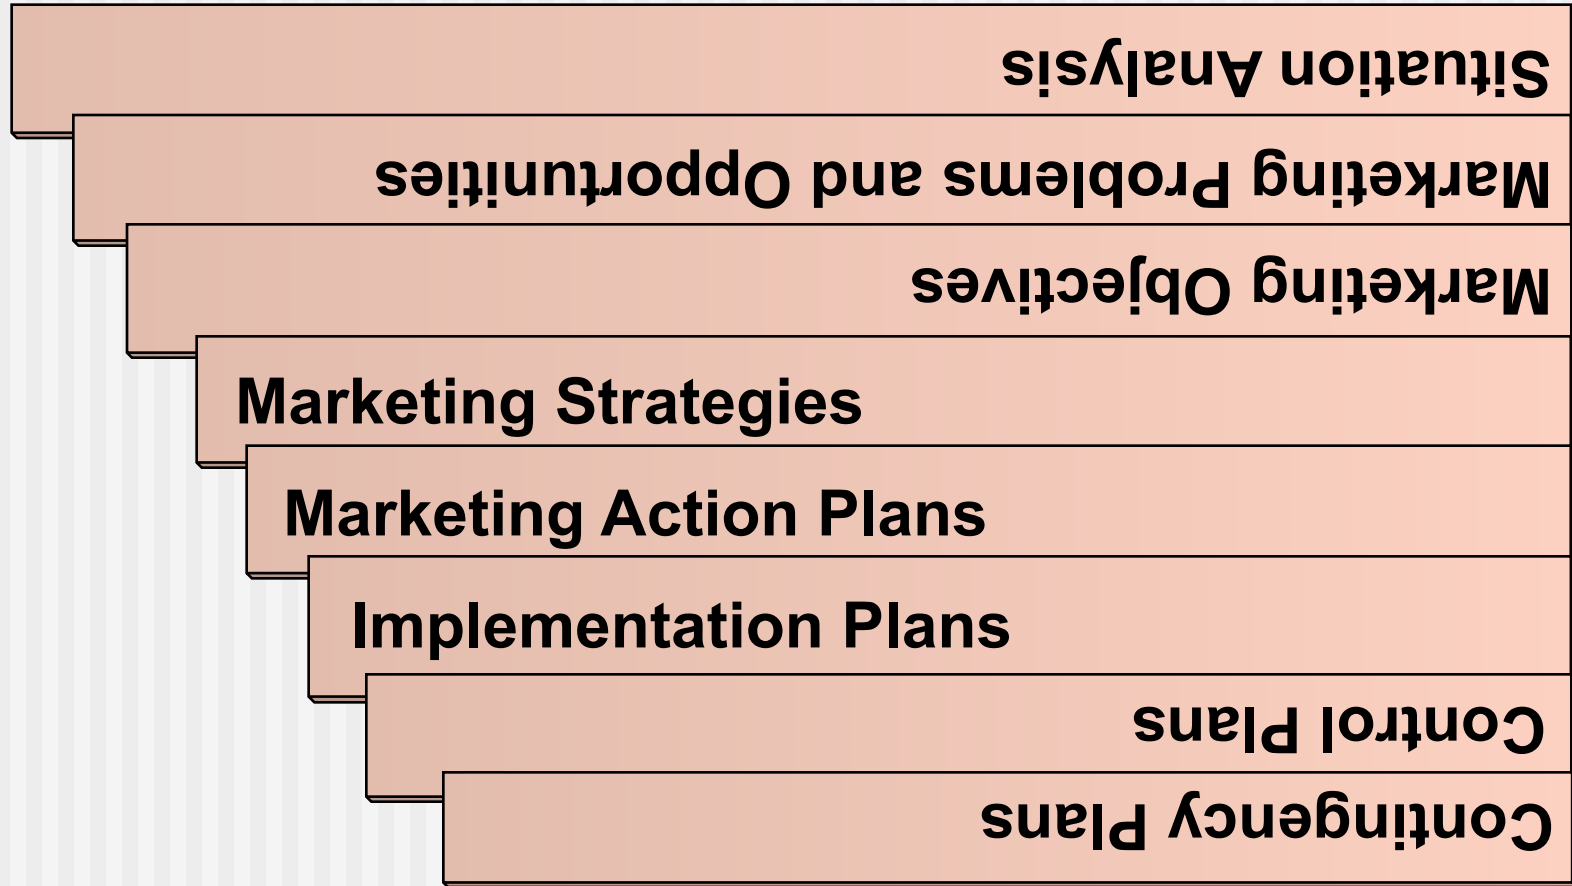 Situation Analysis
Marketing Problems and Opportunities
Marketing Objectives
Marketing Strategies
Marketing Action Plans
Implementation Plans
Control Plans
Contingency Plans